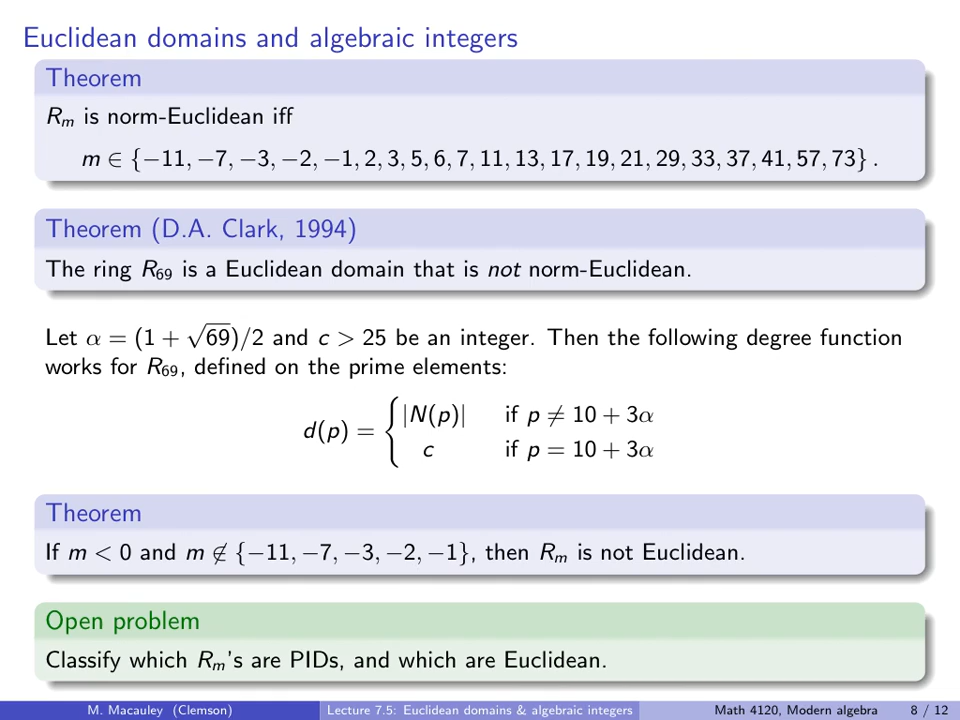 Euclidean domains and algebraic integers
Theorem
Rₘ is norm-Euclidean iff
m ∈ {−11, −7, −3, −2, −1, 2, 3, 5, 6, 7, 11, 13, 17, 19, 21, 29, 33, 37, 41, 57, 73} .
Theorem (D.A. Clark, 1994)
The ring R₆₉ is a Euclidean domain that is not norm-Euclidean.
Let α = (1 + √69)/2 and c > 25 be an integer. Then the following degree function
works for R₆₉, defined on the prime elements:
d(p) = { |N(p)| if p ≠ 10 + 3α
c if p = 10 + 3α
Theorem
If m < 0 and m ∉ {−11, −7, −3, −2, −1}, then Rₘ is not Euclidean.
Open problem
Classify which Rₘ's are PIDs, and which are Euclidean.
M. Macauley (Clemson) Lecture 7.5: Euclidean domains & algebraic integers Math 4120, Modern algebra 8 / 12